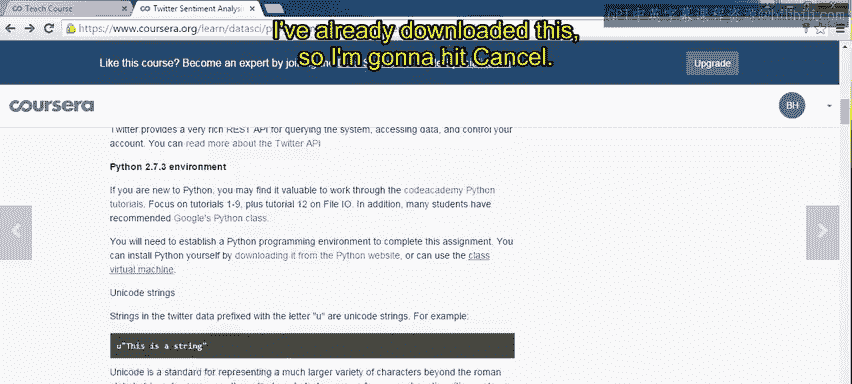 Teach Course
Twitter Sentiment Analys
https://www.coursera.org/learn/datasci/p
I've already downloaded this,
so I'm gonna hit Cancel.
Like this course? Become an expert by joining
Upgrade
coursera
BH
Twitter provides a very rich REST API for querying the system, accessing data, and control your
account. You can read more about the Twitter API
Python 2.7.3 environment
If you are new to Python, you may find it valuable to work through the codeacademy Python
tutorials. Focus on tutorials 1-9, plus tutorial 12 on File IO. In addition, many students have
recommended Google's Python class.
You will need to establish a Python programming environment to complete this assignment. You
can install Python yourself by downloading it from the Python website, or can use the class
virtual machine.
Unicode strings
Strings in the twitter data prefixed with the letter "u" are unicode strings. For example:
u"This is a string"
Unicode is a standard for representing a much larger variety of characters beyond the roman